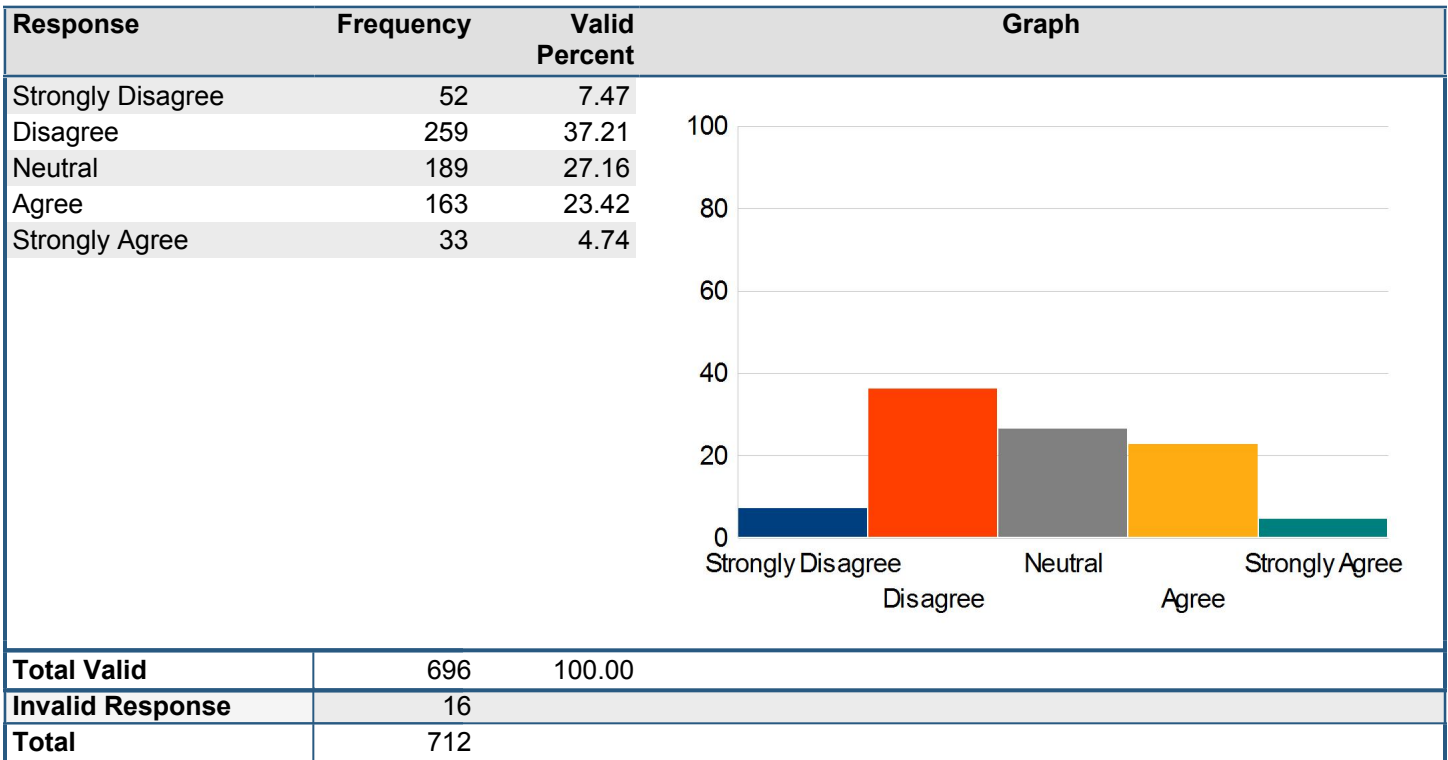 Response Frequency Valid Percent Graph
Strongly Disagree 52 7.47
Disagree 259 37.21
Neutral 189 27.16
Agree 163 23.42
Strongly Agree 33 4.74
100
80
60
40
20
0
Strongly Disagree Neutral Strongly Agree
Disagree Agree
Total Valid 696 100.00
Invalid Response 16
Total 712